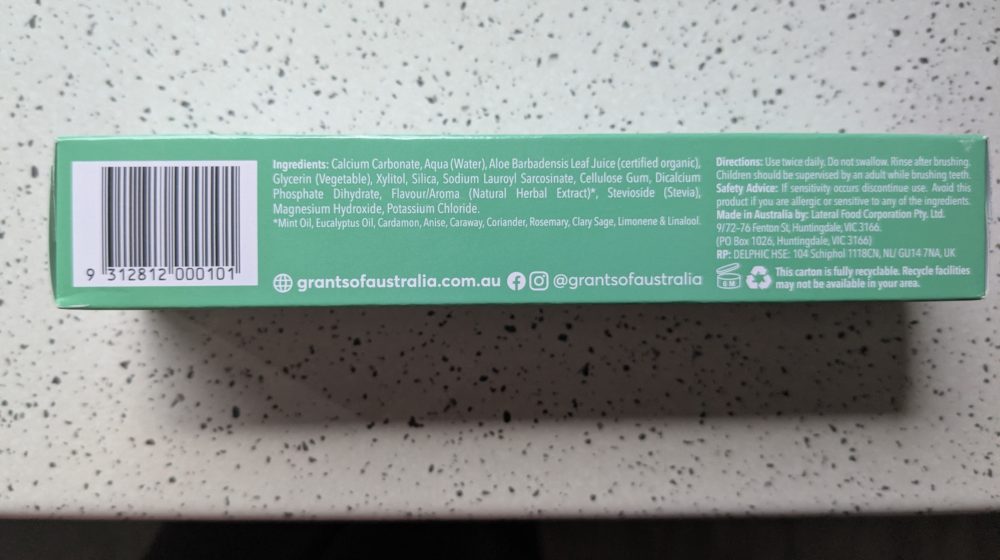 Ingredients: Calcium Carbonate, Aqua (Water), Aloe Barbadensis Leaf Juice (certified organic),
Glycerin (Vegetable), Xylitol, Silica, Sodium Lauroyl Sarcosinate, Cellulose Gum, Dicalcium
Phosphate Dihydrate, Flavour/Aroma (Natural Herbal Extract)*, Stevioside (Stevia),
Magnesium Hydroxide, Potassium Chloride.
*Mint Oil, Eucalyptus Oil, Cardamon, Anise, Caraway, Coriander, Rosemary, Clary Sage, Limonene & Linalool.
grantsofaustralia.com.au @grantsofaustralia
9 312812 000101
Directions: Use twice daily. Do not swallow. Rinse after brushing.
Children should be supervised by an adult while brushing teeth.
Safety Advice: If sensitivity occurs discontinue use. Avoid this
product if you are allergic or sensitive to any of the ingredients.
Made in Australia by: Lateral Food Corporation Pty. Ltd.
9/72-76 Fenton St, Huntingdale, VIC 3166.
(PO Box 1026, Huntingdale, VIC 3166)
RP: DELPHIC HSE: 104 Schiphol 1118CN, NL/ GU14 7NA, UK
6 M
This carton is fully recyclable. Recycle facilities
may not be available in your area.